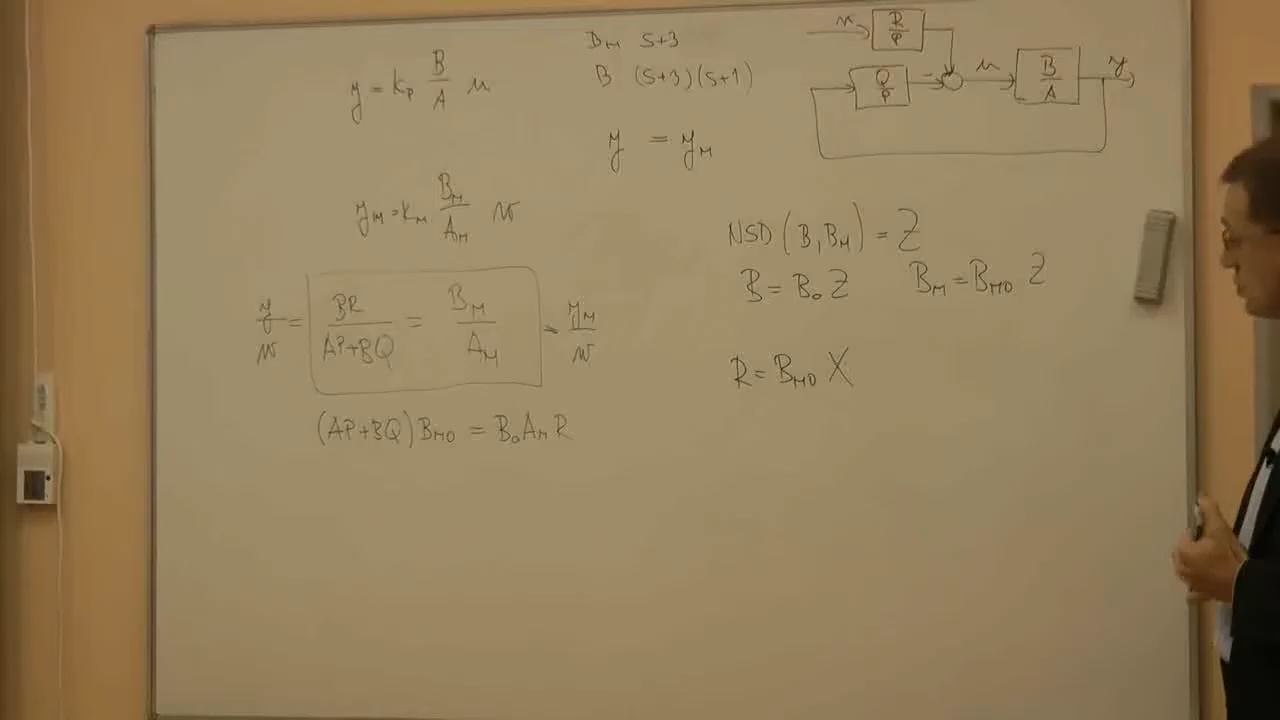 y = k_P B/A u
B_M s+3
B (s+3)(s+1)
y = y_M
w R/P
Q/P - u B/A y
y_M = k_M B_M/A_M w
NSD(B, B_M) = Z
B = B_0 Z B_M = B_M0 Z
y/w = BR/(AP+BQ) = B_M/A_M = y_M/w
R = B_M0 X
(AP+BQ) B_M0 = B_0 A_M R